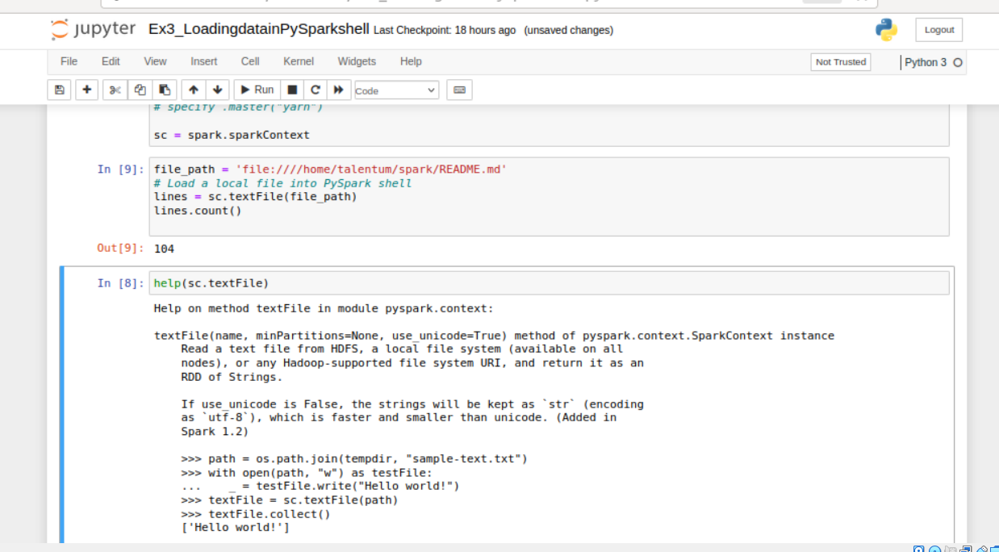 jupyter Ex3_LoadingdatainPySparkshell Last Checkpoint: 18 hours ago (unsaved changes)
Logout
File Edit View Insert Cell Kernel Widgets Help
Not Trusted
Python 3
Run
Code
# specify .master("yarn")
sc = spark.sparkContext
In [9]: file_path = 'file:////home/talentum/spark/README.md'
# Load a local file into PySpark shell
lines = sc.textFile(file_path)
lines.count()
Out[9]: 104
In [8]: help(sc.textFile)
Help on method textFile in module pyspark.context:
textFile(name, minPartitions=None, use_unicode=True) method of pyspark.context.SparkContext instance
Read a text file from HDFS, a local file system (available on all
nodes), or any Hadoop-supported file system URI, and return it as an
RDD of Strings.
If use_unicode is False, the strings will be kept as `str` (encoding
as `utf-8`), which is faster and smaller than unicode. (Added in
Spark 1.2)
>>> path = os.path.join(tempdir, "sample-text.txt")
>>> with open(path, "w") as testFile:
...    _ = testFile.write("Hello world!")
>>> textFile = sc.textFile(path)
>>> textFile.collect()
['Hello world!']